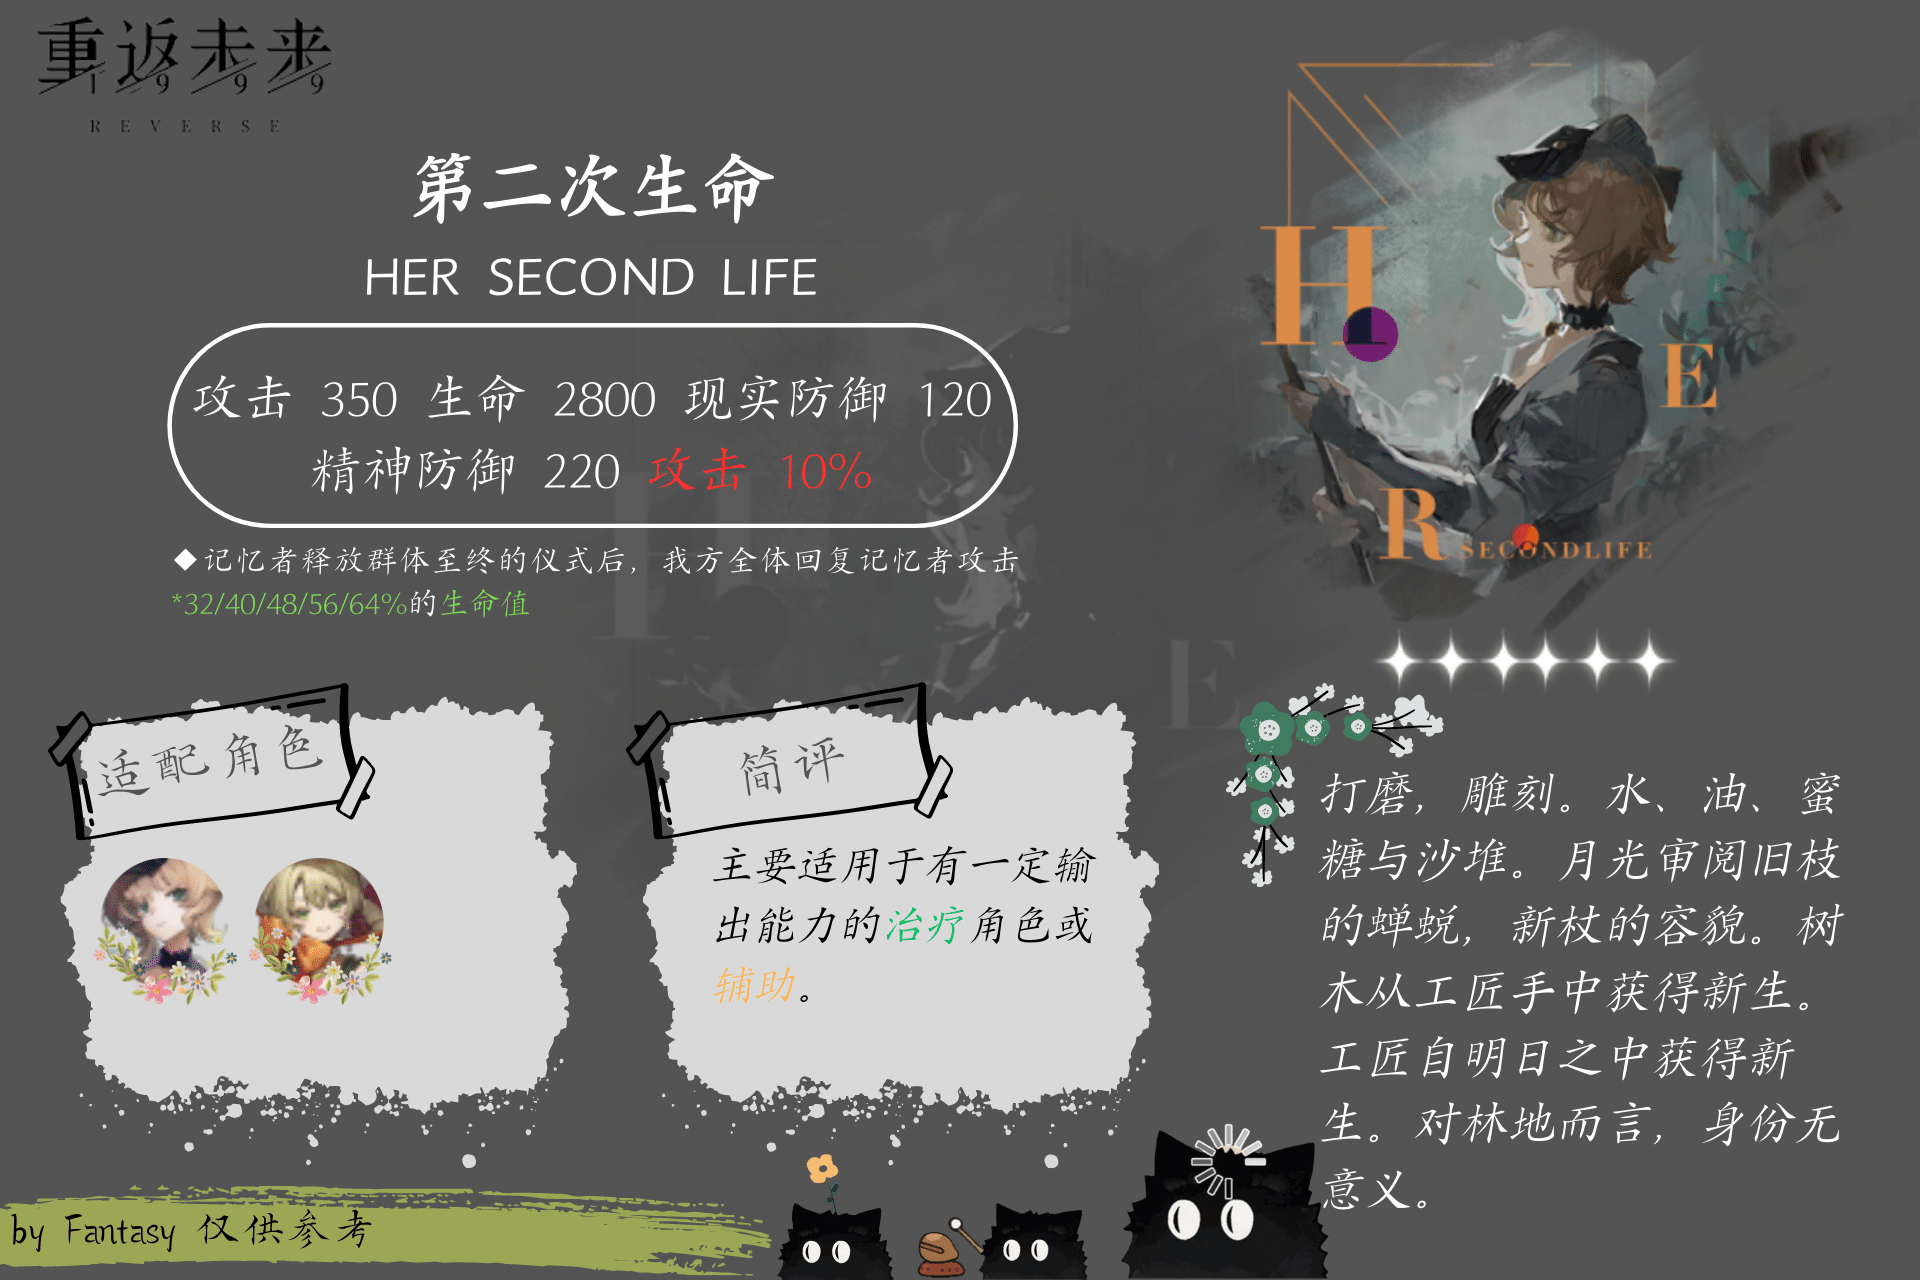 重返未来
1 9 9 9
REVERSE
第二次生命
HER SECOND LIFE
攻击 350 生命 2800 现实防御 120
精神防御 220 攻击 10%
◆记忆者释放群体至终的仪式后，我方全体回复记忆者攻击
*32/40/48/56/64%的生命值
H
E
R SECONDLIFE
适配角色
简评
主要适用于有一定输
出能力的治疗角色或
辅助。
打磨，雕刻。水、油、蜜
糖与沙堆。月光审阅旧枝
的蝉蜕，新杖的容貌。树
木从工匠手中获得新生。
工匠自明日之中获得新
生。对林地而言，身份无
意义。
by Fantasy 仅供参考